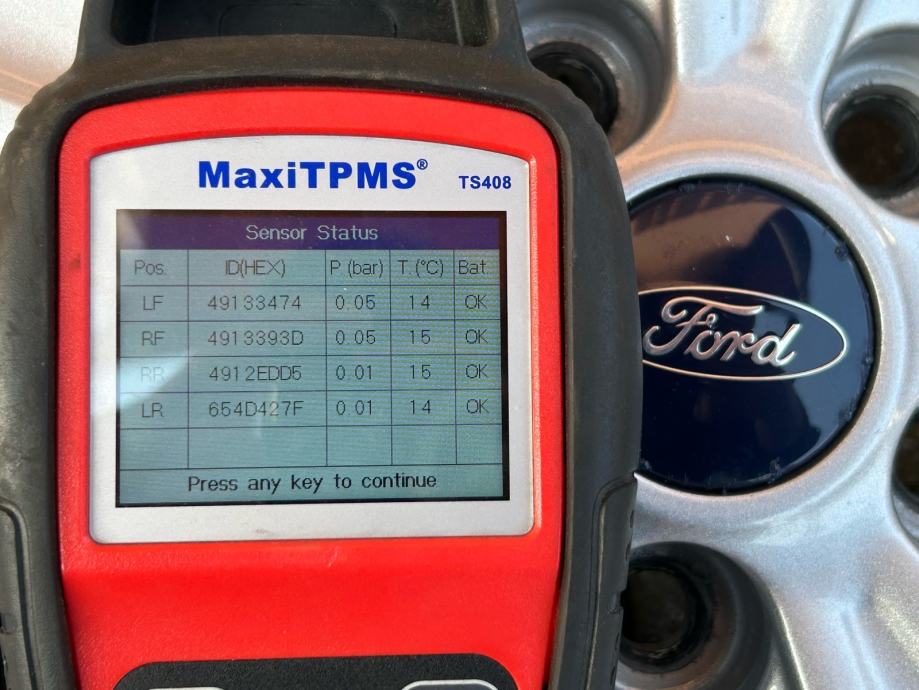 MaxiTPMS® TS408
Sensor Status
Pos. ID(HEX) P.(bar) T.(°C) Bat.
LF 49133474 0.05 14 OK
RF 4913393D 0.05 15 OK
RR 4912EDD5 0.01 15 OK
LR 654D427F 0.01 14 OK
Press any key to continue
Ford